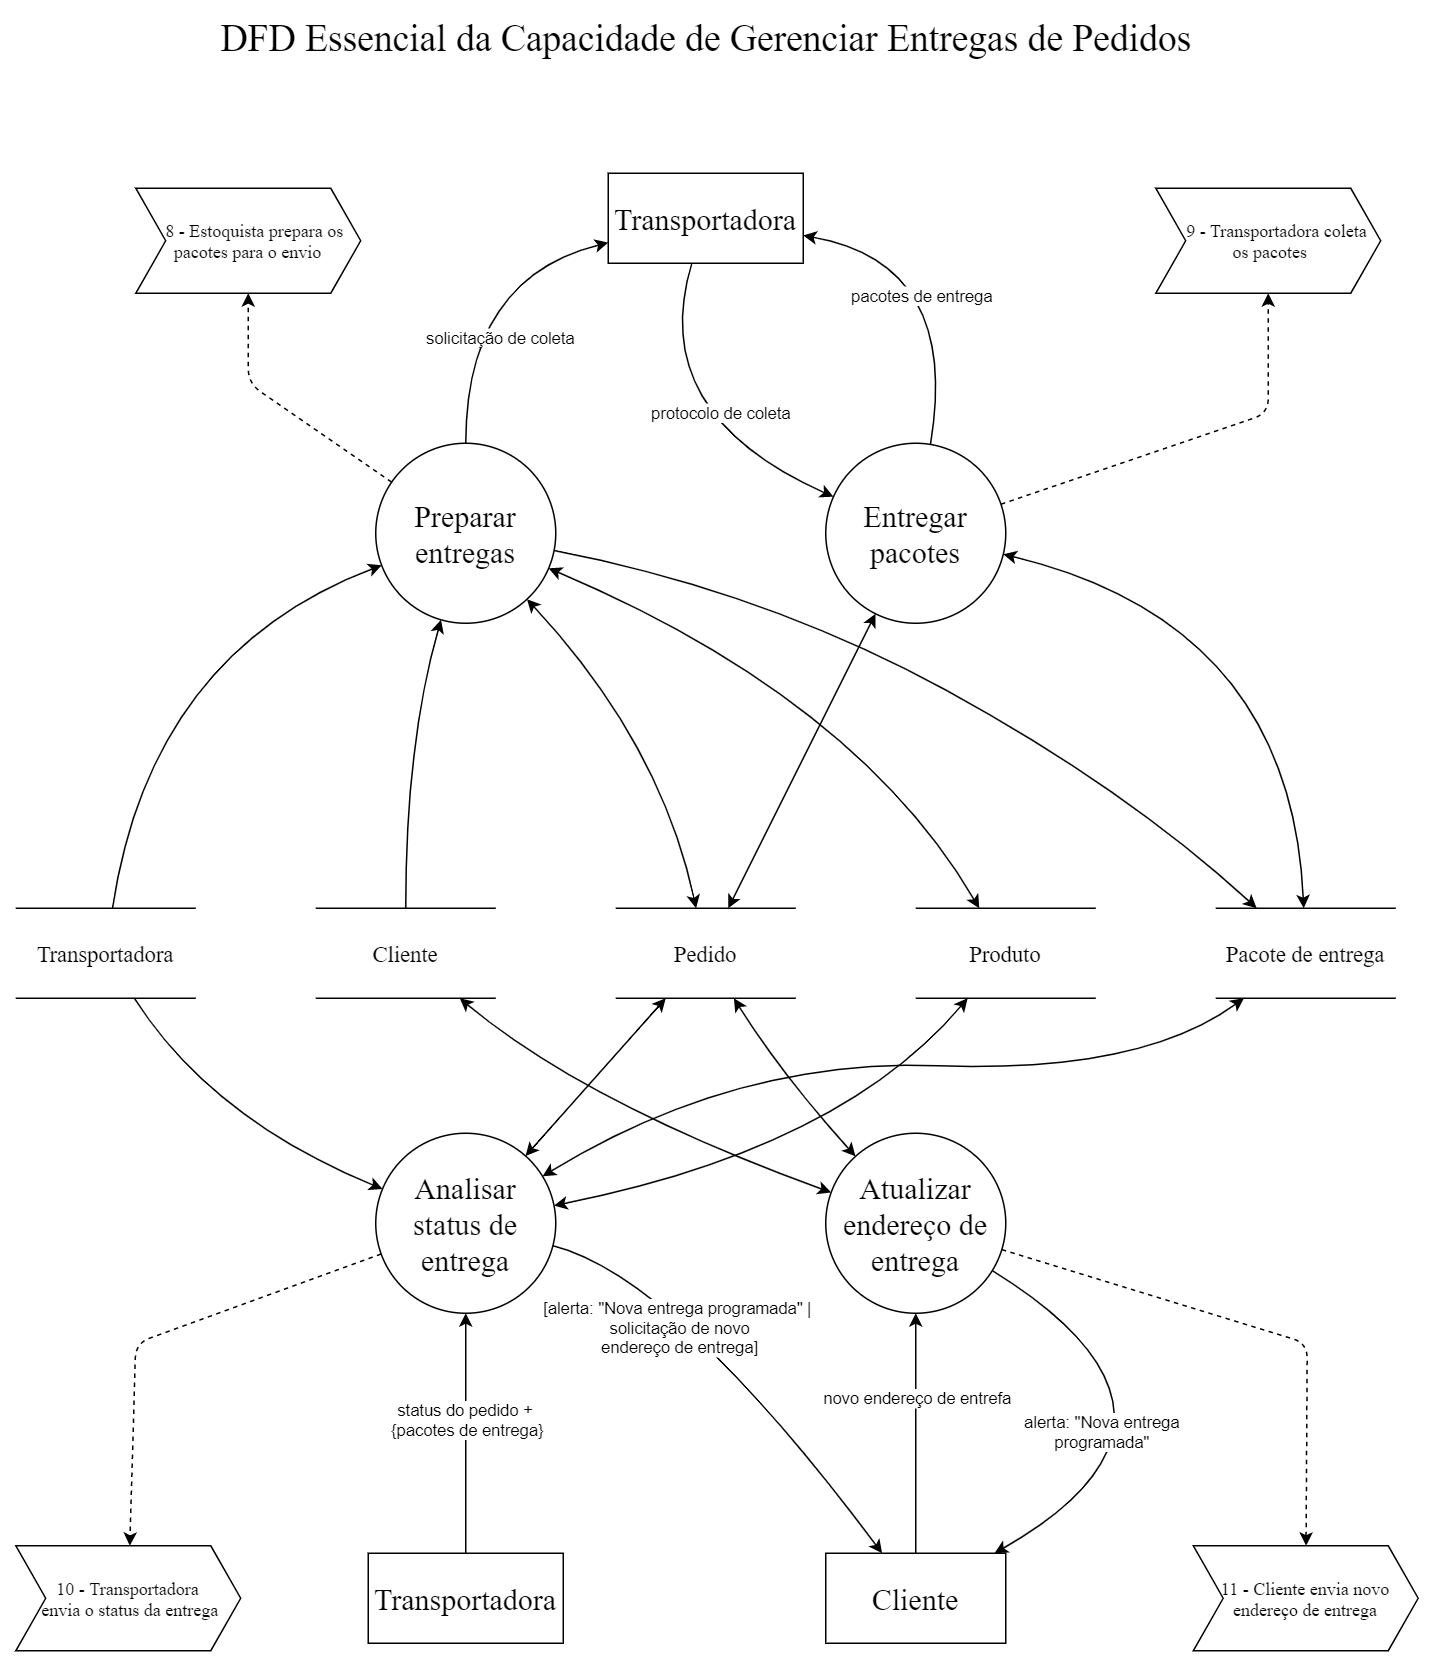 DFD Essencial da Capacidade de Gerenciar Entregas de Pedidos
8 - Estoquista prepara os
pacotes para o envio
Transportadora
9 - Transportadora coleta
os pacotes
solicitação de coleta
pacotes de entrega
protocolo de coleta
Preparar
entregas
Entregar
pacotes
Transportadora
Cliente
Pedido
Produto
Pacote de entrega
Analisar
status de
entrega
Atualizar
endereço de
entrega
[alerta: "Nova entrega programada" |
solicitação de novo
endereço de entrega]
status do pedido +
{pacotes de entrega}
novo endereço de entrefa
alerta: "Nova entrega
programada"
10 - Transportadora
envia o status da entrega
Transportadora
Cliente
11 - Cliente envia novo
endereço de entrega